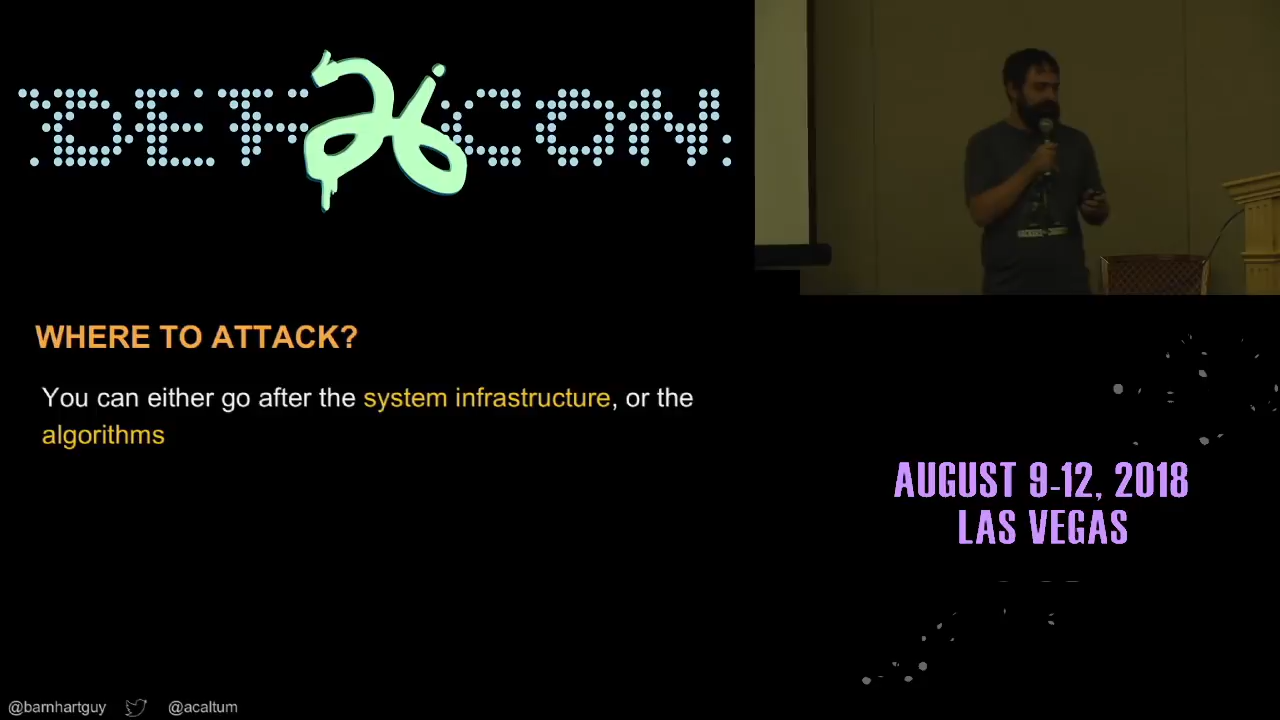 DEF CON 26
WHERE TO ATTACK?
You can either go after the system infrastructure, or the
algorithms
AUGUST 9-12, 2018
LAS VEGAS
@barnhartguy @acaltum